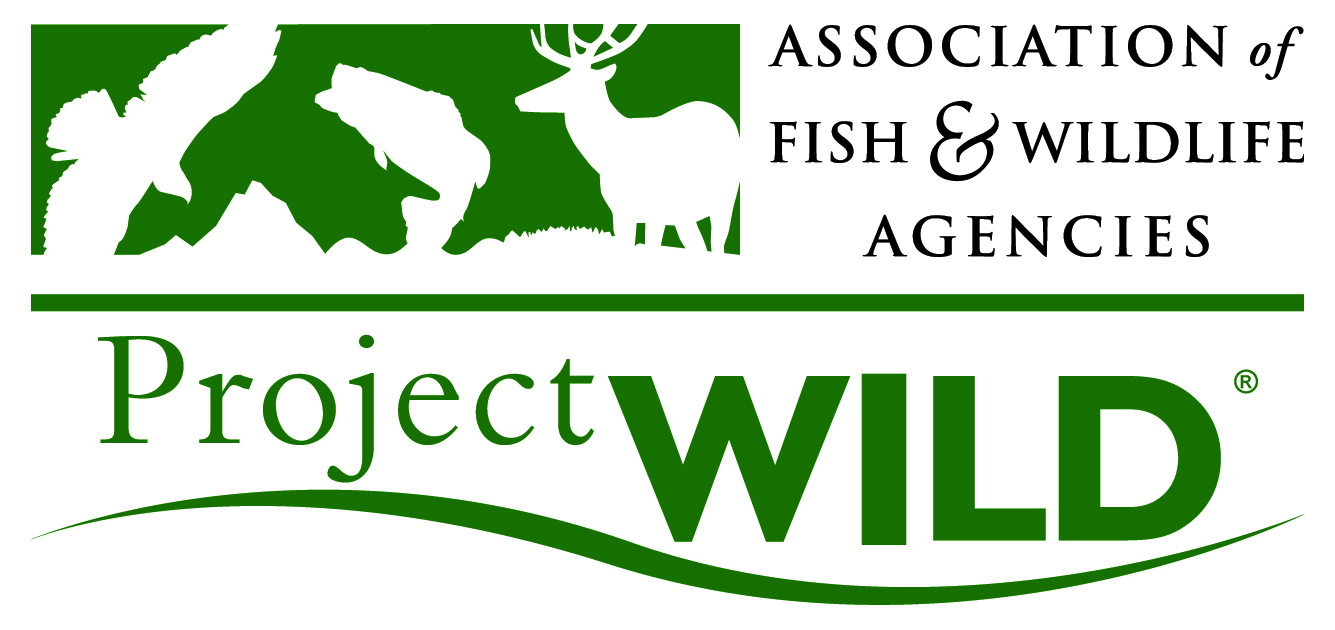 ASSOCIATION of
FISH & WILDLIFE
AGENCIES
Project WILD®